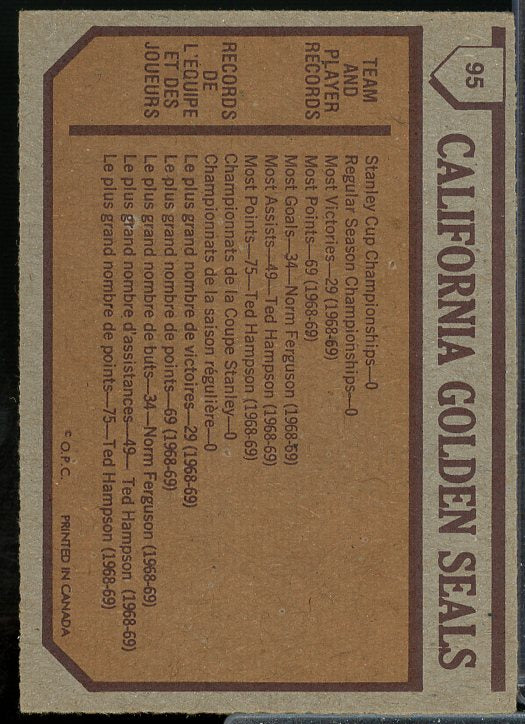 95
CALIFORNIA GOLDEN SEALS
TEAM
AND
PLAYER
RECORDS
Stanley Cup Championships—0
Regular Season Championships—0
Most Victories—29 (1968-69)
Most Points—69 (1968-69)
Most Goals—34—Norm Ferguson (1968-69)
Most Assists—49—Ted Hampson (1968-69)
Most Points—75—Ted Hampson (1968-69)
RECORDS
DE
L'ÉQUIPE
ET DES
JOUEURS
Championnats de la Coupe Stanley—0
Championnats de la saison régulière—0
Le plus grand nombre de victoires—29 (1968-69)
Le plus grand nombre de points—69 (1968-69)
Le plus grand nombre de buts—34—Norm Ferguson (1968-69)
Le plus grand nombre d'assistances—49— Ted Hampson (1968-69)
Le plus grand nombre de points—75—Ted Hampson (1968-69)
© O.P.C. PRINTED IN CANADA